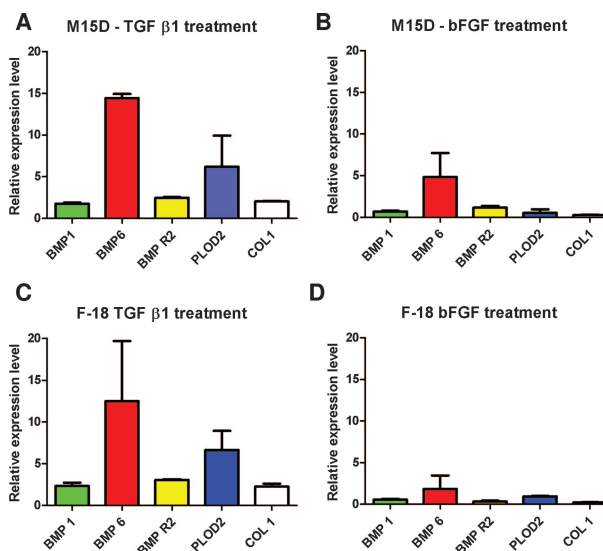 A
M15D - TGF β1 treatment
Relative expression level
20
15
10
5
0
BMP1
BMP6
BMP R2
PLOD2
COL1
B
M15D - bFGF treatment
Relative expression level
20
15
10
5
0
BMP 1
BMP 6
BMP R2
PLOD2
COL 1
C
F-18 TGF β1 treatment
Relative expression level
20
15
10
5
0
BMP 1
BMP 6
BMP R2
PLOD2
COL 1
D
F-18 bFGF treatment
Relative expression level
20
15
10
5
0
BMP 1
BMP 6
BMP R2
PLOD2
COL 1